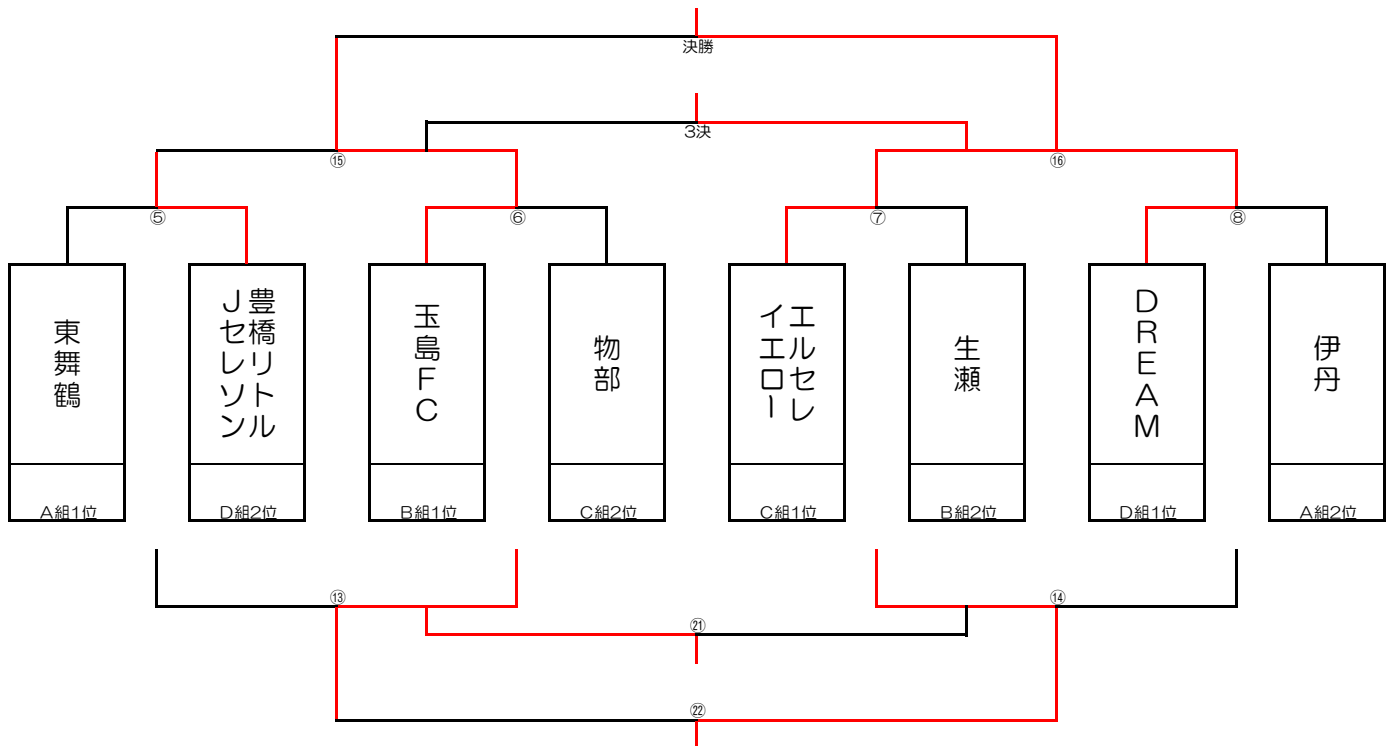 決勝
3決
⑮
⑯
⑤
⑥
⑦
⑧
東舞鶴
豊橋リトル
Jセレソン
玉島FC
物部
エルセレ
イエロー
生瀬
DREAM
伊丹
A組1位
D組2位
B組1位
C組2位
C組1位
B組2位
D組1位
A組2位
⑬
⑭
㉑
㉒